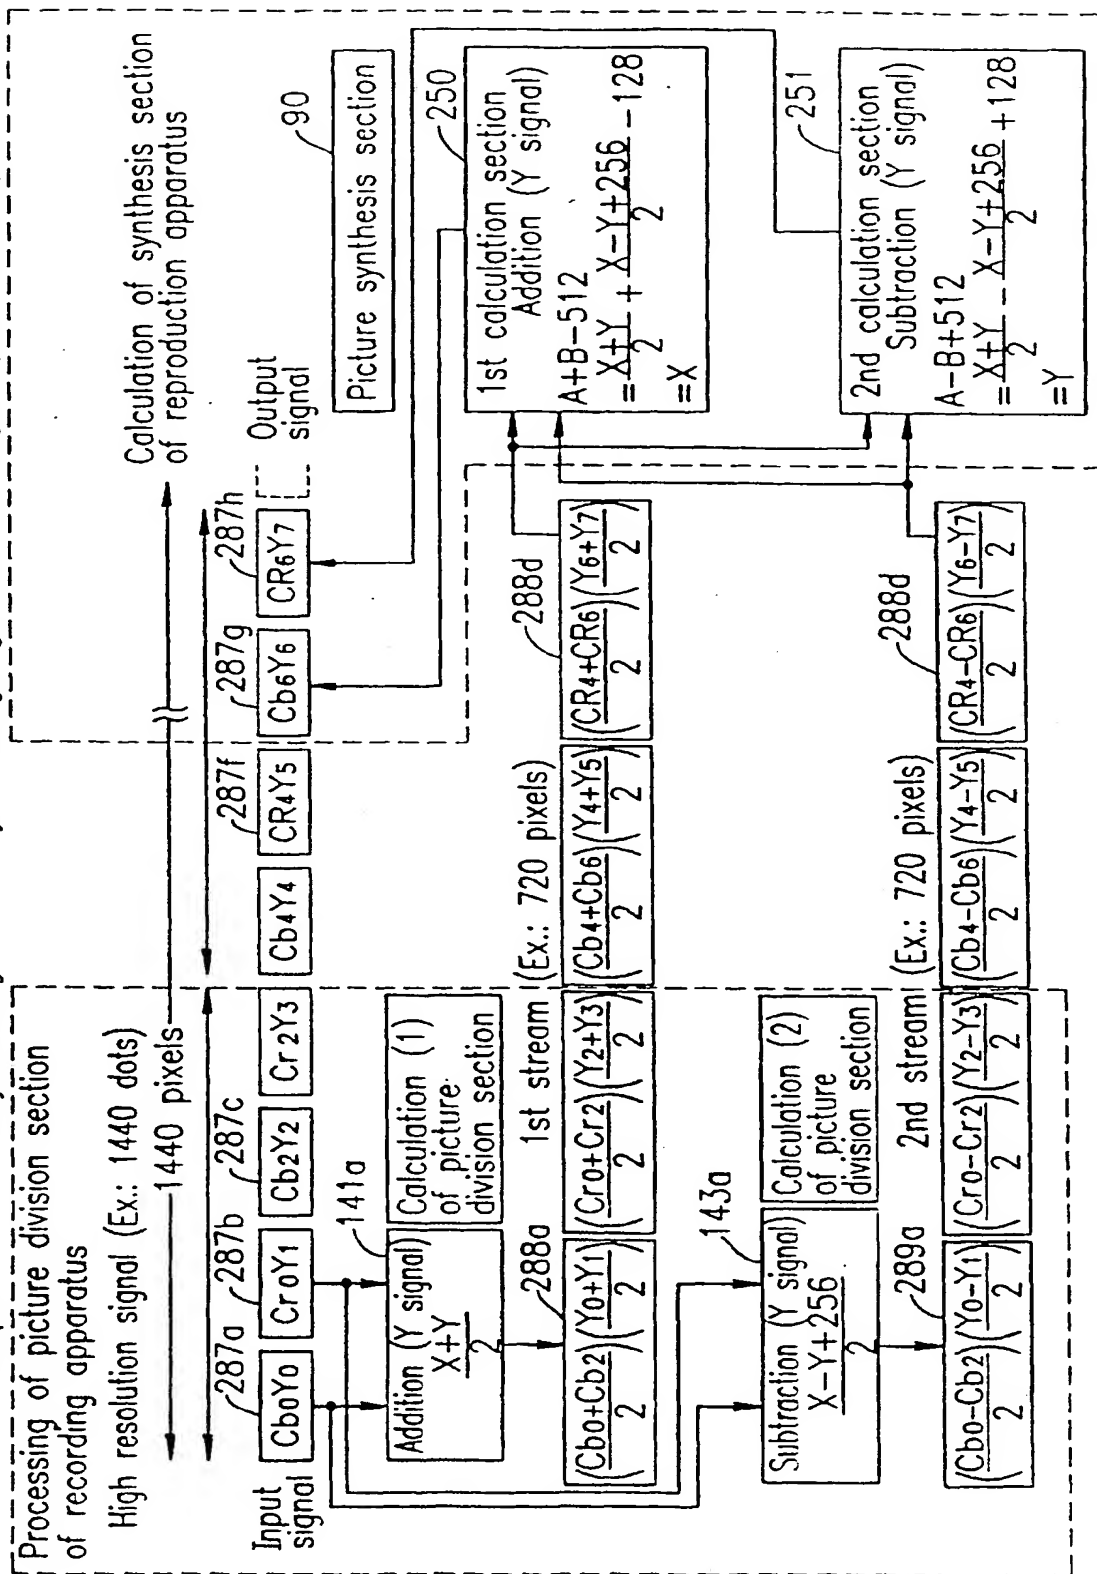 Processing of picture division section
of recording apparatus
High resolution signal (Ex.: 1440 dots)
1440 pixels
Calculation of synthesis section
of reproduction apparatus
287a
287b
287c
287f
287g
287h
Input
signal
Cb0Y0
Cr0Y1
Cb2Y2
Cr2Y3
Cb4Y4
CR4Y5
Cb6Y6
CR6Y7
Output
signal
Picture synthesis section
90
Addition (Y signal)
X+Y
2
141a
Calculation (1)
of picture
division section
288a
1st stream
(Ex.: 720 pixels)
288d
(Cb0+Cb2/2)(Y0+Y1/2)
(Cr0+Cr2/2)(Y2+Y3/2)
(Cb4+Cb6/2)(Y4+Y5/2)
(CR4+CR6/2)(Y6+Y7/2)
1st calculation section
Addition (Y signal)
A+B-512
=X+Y/2 + X-Y+256/2 -128
=X
250
Subtraction (Y signal)
X-Y+256
2
143a
Calculation (2)
of picture
division section
289a
2nd stream
(Ex.: 720 pixels)
288d
(Cb0-Cb2/2)(Y0-Y1/2)
(Cr0-Cr2/2)(Y2-Y3/2)
(Cb4-Cb6/2)(Y4-Y5/2)
(CR4-CR6/2)(Y6-Y7/2)
2nd calculation section
Subtraction (Y signal)
A-B+512
=X+Y/2 - X-Y+256/2 +128
=Y
251